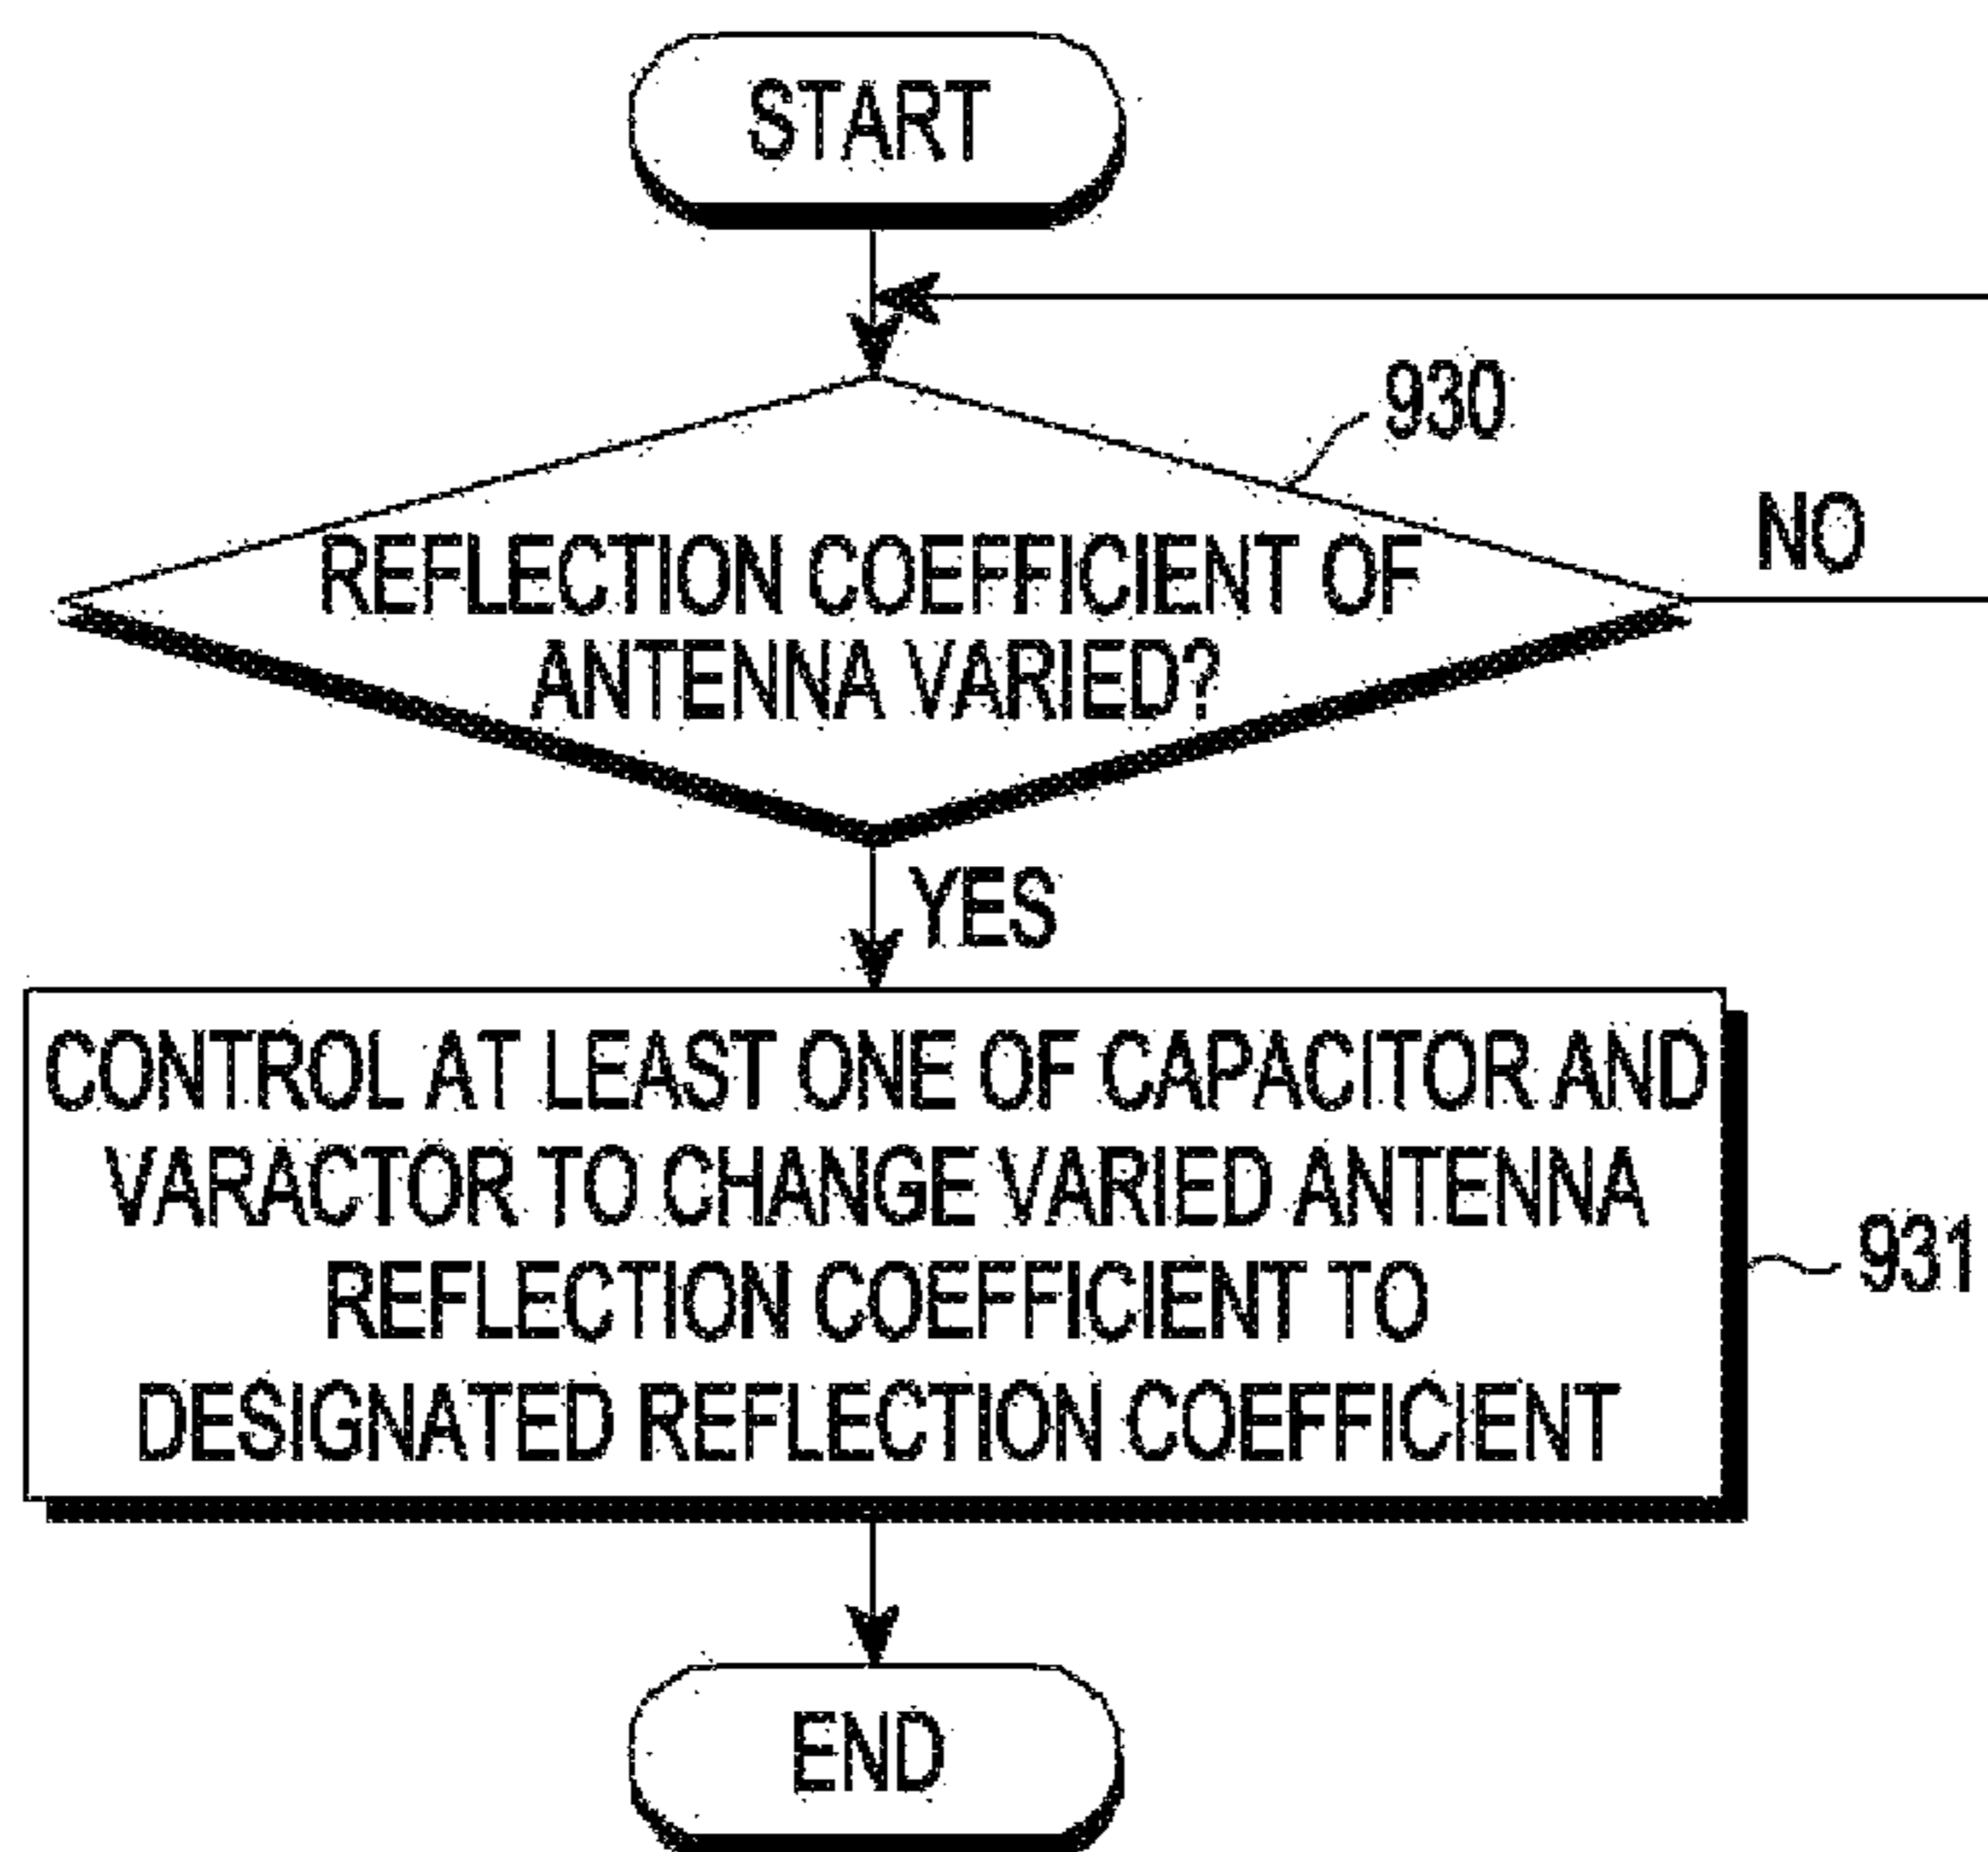 START
930
NO
REFLECTION COEFFICIENT OF
ANTENNA VARIED?
YES
CONTROL AT LEAST ONE OF CAPACITOR AND
VARACTOR TO CHANGE VARIED ANTENNA
REFLECTION COEFFICIENT TO
DESIGNATED REFLECTION COEFFICIENT
931
END